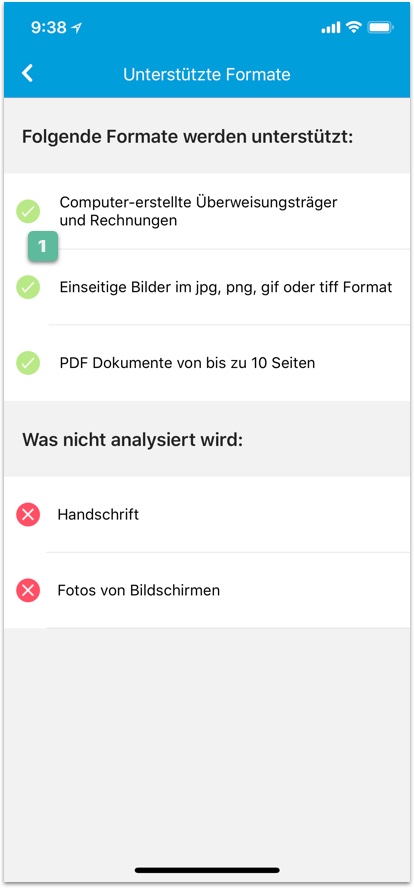 9:38
Unterstützte Formate
Folgende Formate werden unterstützt:
Computer-erstellte Überweisungsträger
und Rechnungen
1
Einseitige Bilder im jpg, png, gif oder tiff Format
PDF Dokumente von bis zu 10 Seiten
Was nicht analysiert wird:
Handschrift
Fotos von Bildschirmen